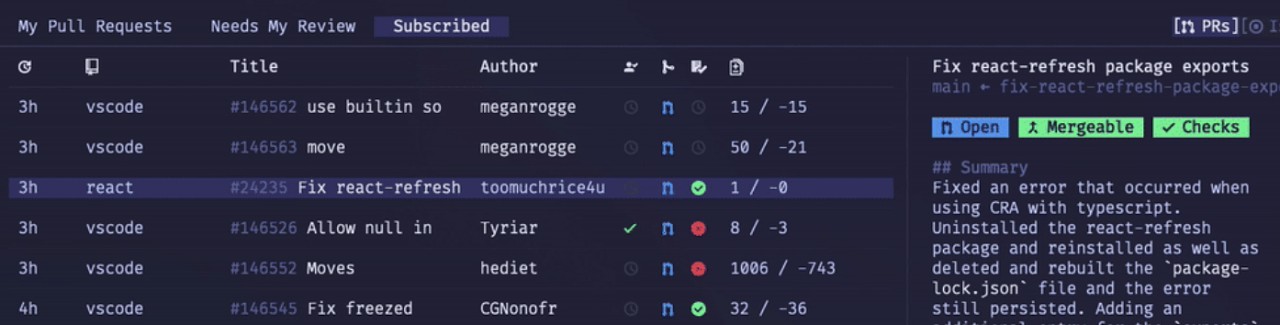 My Pull Requests Needs My Review Subscribed [PRs][
Title Author
3h vscode #146562 use builtin so meganrogge 15 / -15
3h vscode #146563 move meganrogge 50 / -21
3h react #24235 Fix react-refresh toomuchrice4u 1 / -0
3h vscode #146526 Allow null in Tyriar 8 / -3
3h vscode #146552 Moves hediet 1006 / -743
4h vscode #146545 Fix freezed CGNonofr 32 / -36
Fix react-refresh package exports
main ← fix-react-refresh-package-exp
Open Mergeable Checks
## Summary
Fixed an error that occurred when
using CRA with typescript.
Uninstalled the react-refresh
package and reinstalled as well as
deleted and rebuilt the `package-
lock.json` file and the error
still persisted. Adding an